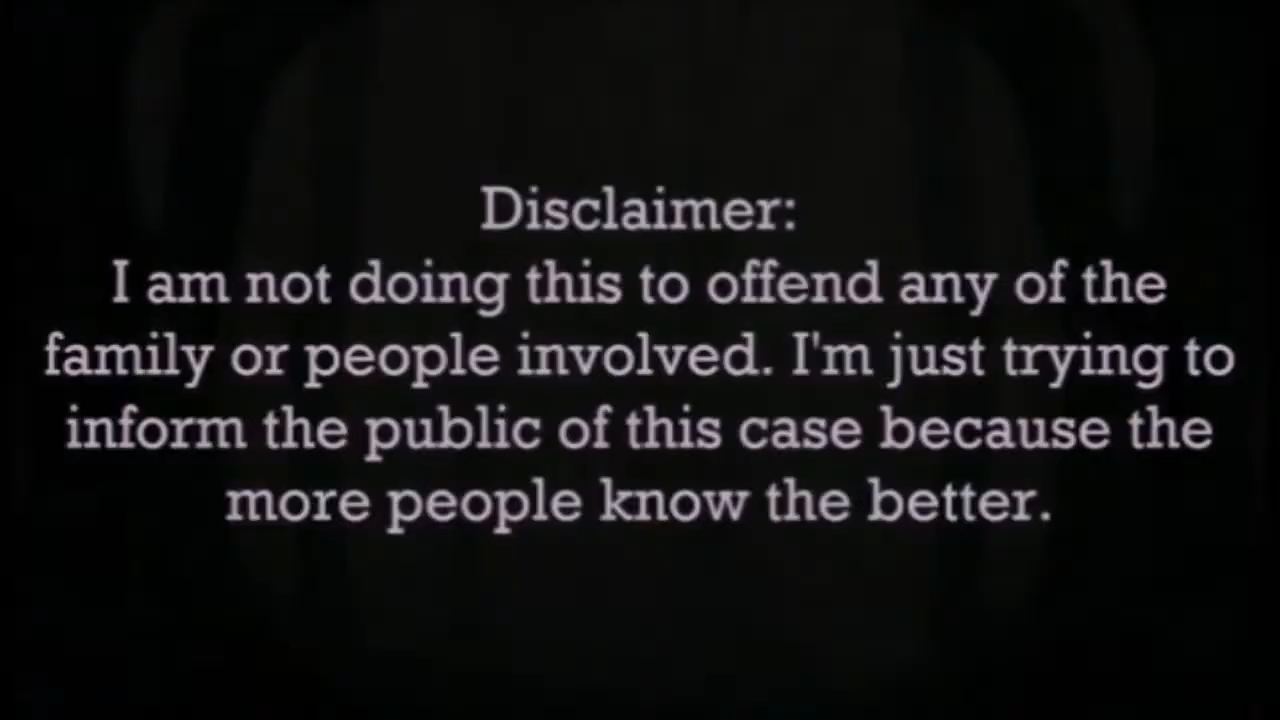 Disclaimer:
I am not doing this to offend any of the
family or people involved. I'm just trying to
inform the public of this case because the
more people know the better.